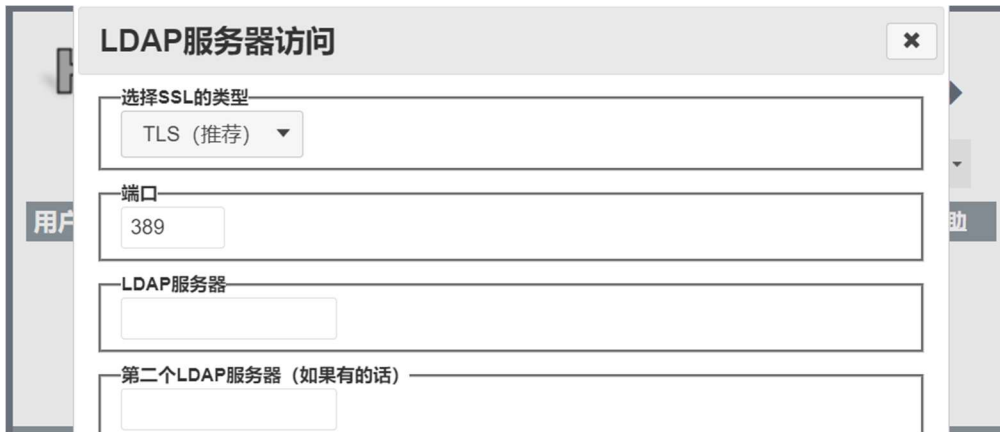 LDAP服务器访问
选择SSL的类型
TLS（推荐）
端口
389
用户
助
LDAP服务器
第二个LDAP服务器（如果有的话）